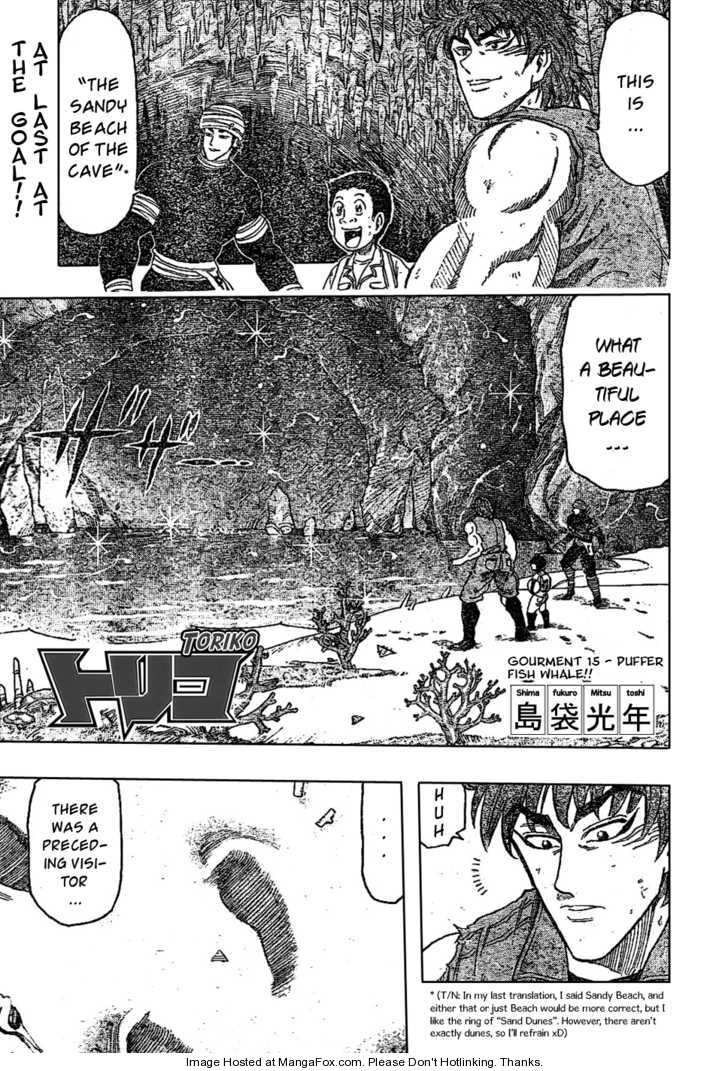 THIS
IS
...
"THE
SANDY
BEACH
OF THE
CAVE".*
AT LAST AT
THE GOAL!!
WHAT
A BEAU-
TIFUL
PLACE
...
ザザ
TORIKO
トリコ
GOURMENT 15 - PUFFER
FISH WHALE!!
Shima fukuro Mitsu toshi
島袋光年
HUH
...
THERE
WAS A
PRECED-
ING VISI-
TOR
...
* (T/N: In my last translation, I said Sandy Beach, and
either that or just Beach would be more correct, but I
like the ring of "Sand Dunes". However, there aren't
exactly dunes, so I'll refrain xD)
Image Hosted at MangaFox.com. Please Don't Hotlinking. Thanks.